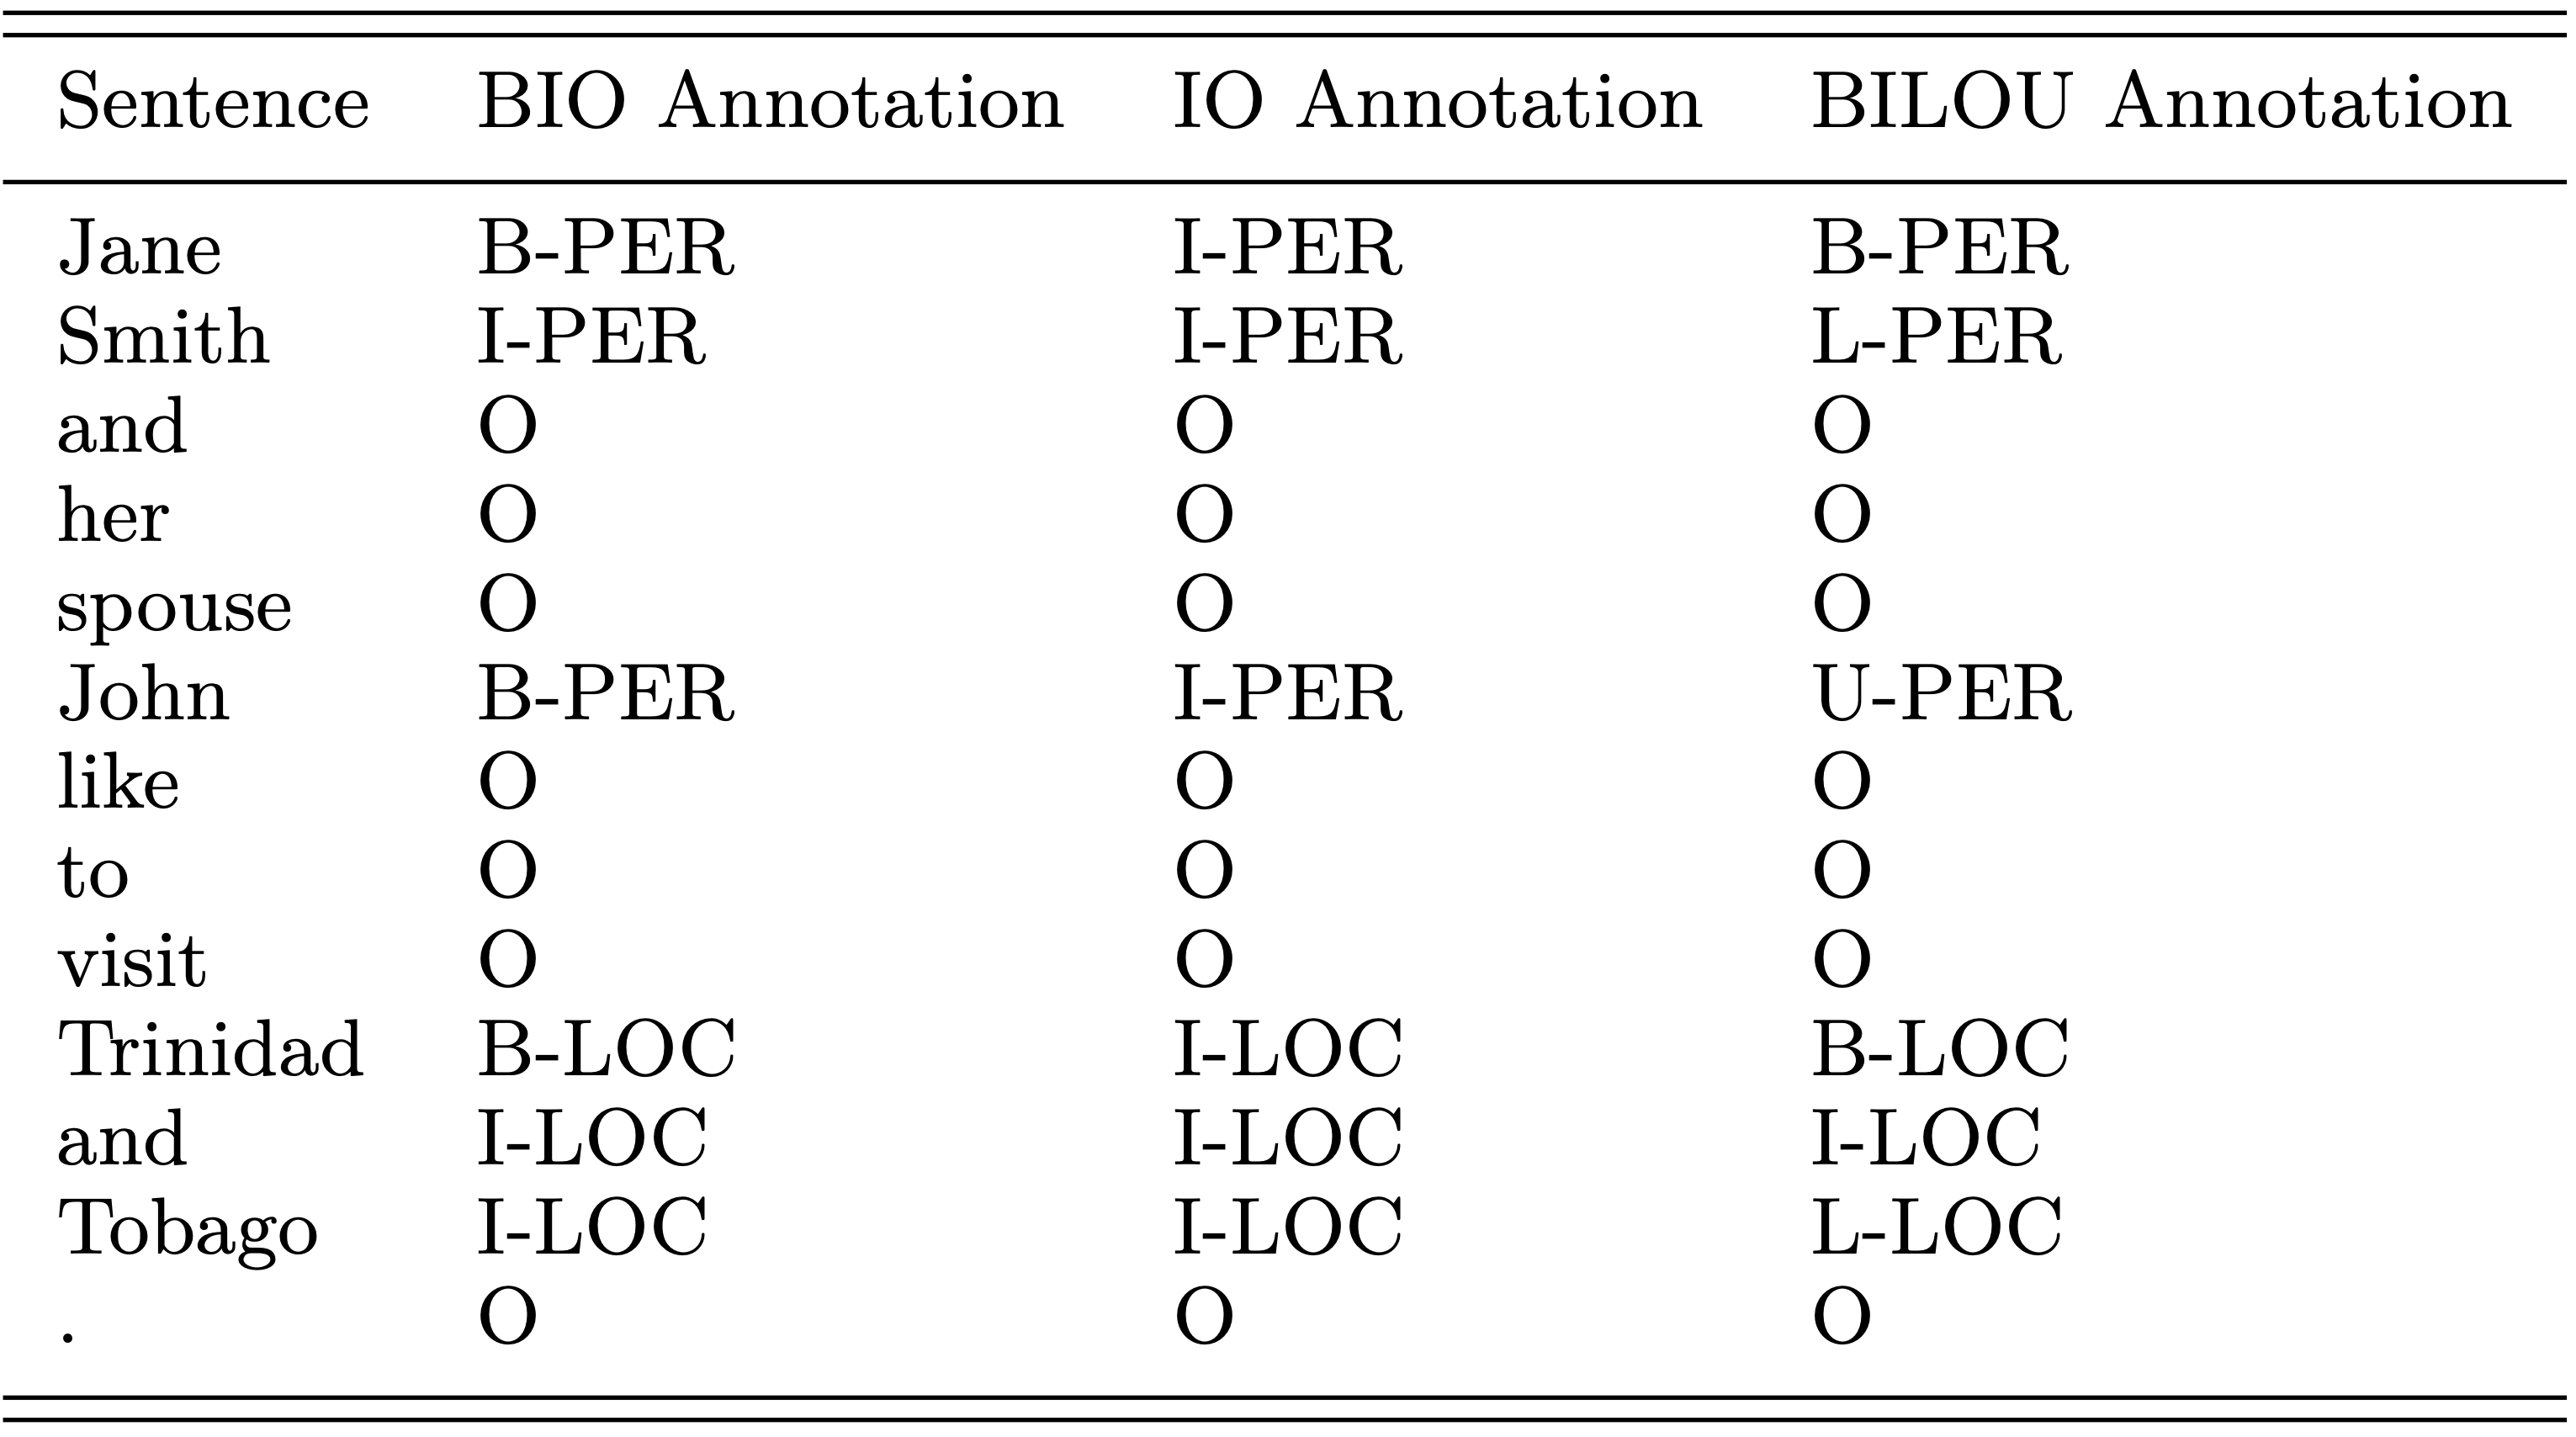 Sentence BIO Annotation IO Annotation BILOU Annotation
Jane B-PER I-PER B-PER
Smith I-PER I-PER L-PER
and O O O
her O O O
spouse O O O
John B-PER I-PER U-PER
like O O O
to O O O
visit O O O
Trinidad B-LOC I-LOC B-LOC
and I-LOC I-LOC I-LOC
Tobago I-LOC I-LOC L-LOC
. O O O